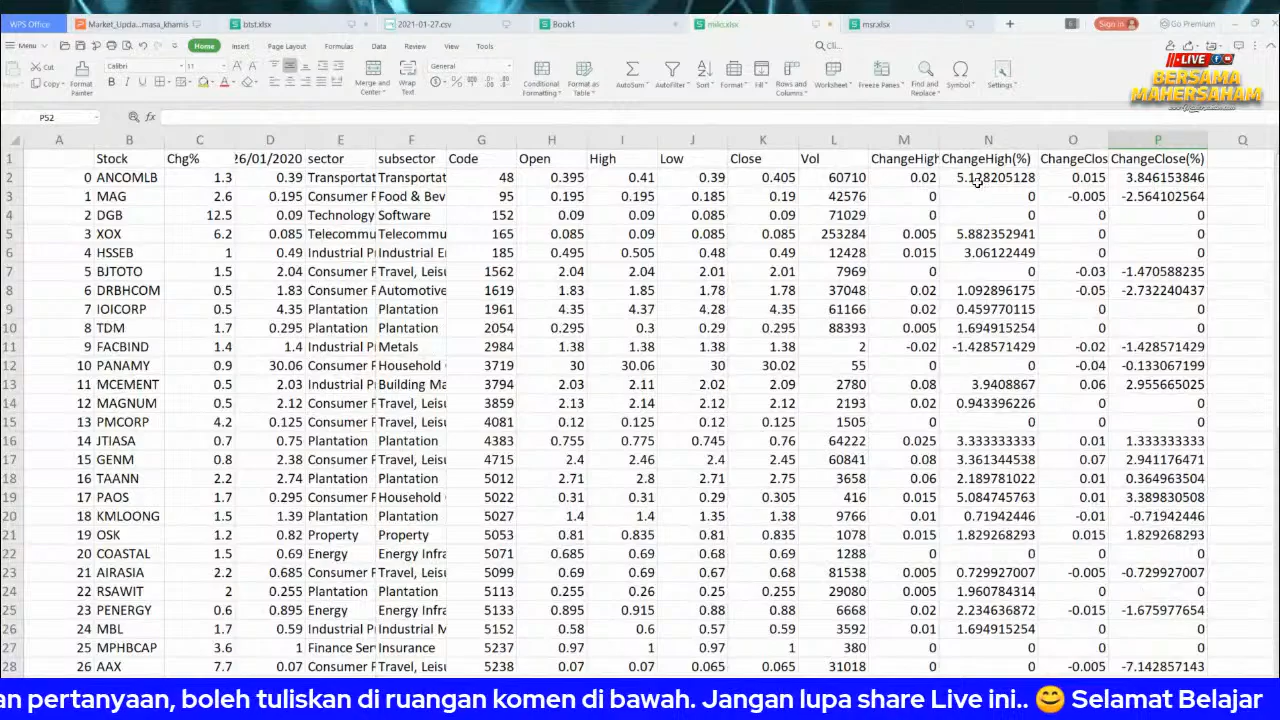 WPS Office Market_Upda...masa_khamis btst.xlsx 2021-01-27.csv Book1 milo.xlsx msr.xlsx Sign in Go Premium
Menu Home Insert Page Layout Formulas Data Review View Tools Cli...
Cut Copy Format Painter Calibri 11 B I U A General Merge and Center Wrap Text Conditional Formatting Format as Table AutoSum AutoFilter Sort Format Fill Rows and Columns Worksheet Freeze Panes Find and Replace Symbol Settings
LIVE
BERSAMA
MAHERSAHAM
P52 fx
A B C D E F G H I J K L M N O P Q
1 Stock Chg% 26/01/2020 sector subsector Code Open High Low Close Vol ChangeHigh ChangeHigh(%) ChangeClos ChangeClose(%)
2 0 ANCOMLB 1.3 0.39 Transportat Transportat 48 0.395 0.41 0.39 0.405 60710 0.02 5.128205128 0.015 3.846153846
3 1 MAG 2.6 0.195 Consumer P Food & Bev 95 0.195 0.195 0.185 0.19 42576 0 0 -0.005 -2.564102564
4 2 DGB 12.5 0.09 Technology Software 152 0.09 0.09 0.085 0.09 71029 0 0 0 0
5 3 XOX 6.2 0.085 Telecommu Telecommu 165 0.085 0.09 0.085 0.085 253284 0.005 5.882352941 0 0
6 4 HSSEB 1 0.49 Industrial P Industrial E 185 0.495 0.505 0.48 0.49 12428 0.015 3.06122449 0 0
7 5 BJTOTO 1.5 2.04 Consumer P Travel, Leisu 1562 2.04 2.04 2.01 2.01 7969 0 0 -0.03 -1.470588235
8 6 DRBHCOM 0.5 1.83 Consumer P Automotive 1619 1.83 1.85 1.78 1.78 37048 0.02 1.092896175 -0.05 -2.732240437
9 7 IOICORP 0.5 4.35 Plantation Plantation 1961 4.35 4.37 4.28 4.35 61166 0.02 0.459770115 0 0
10 8 TDM 1.7 0.295 Plantation Plantation 2054 0.295 0.3 0.29 0.295 88393 0.005 1.694915254 0 0
11 9 FACBIND 1.4 1.4 Industrial P Metals 2984 1.38 1.38 1.38 1.38 2 -0.02 -1.428571429 -0.02 -1.428571429
12 10 PANAMY 0.9 30.06 Consumer P Household 3719 30 30.06 30 30.02 55 0 0 -0.04 -0.133067199
13 11 MCEMENT 0.5 2.03 Industrial P Building Ma 3794 2.03 2.11 2.02 2.09 2780 0.08 3.9408867 0.06 2.955665025
14 12 MAGNUM 0.5 2.12 Consumer P Travel, Leisu 3859 2.13 2.14 2.12 2.12 2193 0.02 0.943396226 0 0
15 13 PMCORP 4.2 0.125 Consumer P 4081 0.12 0.125 0.12 0.125 1505 0 0 0 0
16 14 JTIASA 0.7 0.75 Plantation Plantation 4383 0.755 0.775 0.745 0.76 64222 0.025 3.333333333 0.01 1.333333333
17 15 GENM 0.8 2.38 Consumer P Travel, Leisu 4715 2.4 2.46 2.4 2.45 60841 0.08 3.361344538 0.07 2.941176471
18 16 TAANN 2.2 2.74 Plantation Plantation 5012 2.71 2.8 2.71 2.75 3658 0.06 2.189781022 0.01 0.364963504
19 17 PAOS 1.7 0.295 Consumer P Household 5022 0.31 0.31 0.29 0.305 416 0.015 5.084745763 0.01 3.389830508
20 18 KMLOONG 1.5 1.39 Plantation Plantation 5027 1.4 1.4 1.35 1.38 9766 0.01 0.71942446 -0.01 -0.71942446
21 19 OSK 1.2 0.82 Property Property 5053 0.81 0.835 0.81 0.835 1078 0.015 1.829268293 0.015 1.829268293
22 20 COASTAL 1.5 0.69 Energy Energy Infra 5071 0.685 0.69 0.68 0.69 1288 0 0 0 0
23 21 AIRASIA 2.2 0.685 Consumer P Travel, Leisu 5099 0.69 0.69 0.67 0.68 81538 0.005 0.729927007 -0.005 -0.729927007
24 22 RSAWIT 2 0.255 Plantation Plantation 5113 0.255 0.26 0.25 0.255 29080 0.005 1.960784314 0 0
25 23 PENERGY 0.6 0.895 Energy Energy Infra 5133 0.895 0.915 0.88 0.88 6668 0.02 2.234636872 -0.015 -1.675977654
26 24 MBL 1.7 0.59 Industrial P Industrial M 5152 0.58 0.6 0.57 0.59 3592 0.01 1.694915254 0 0
27 25 MPHBCAP 3.6 1 Finance Ser Insurance 5237 0.97 1 0.97 1 380 0 0 0 0
28 26 AAX 7.7 0.07 Consumer P Travel, Leisu 5238 0.07 0.07 0.065 0.065 31018 0 0 -0.005 -7.142857143
an pertanyaan, boleh tuliskan di ruangan komen di bawah. Jangan lupa share Live ini.. 😊 Selamat Belajar